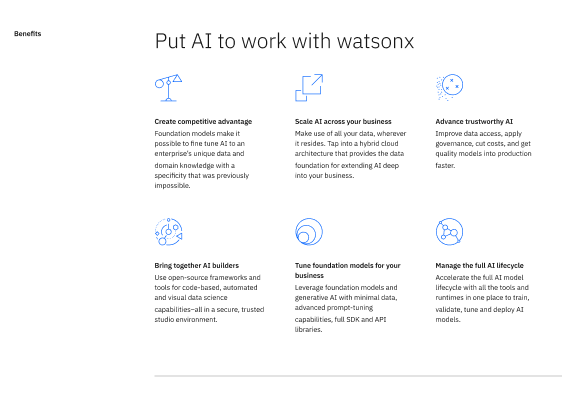 Benefits
Put AI to work with watsonx
Create competitive advantage
Foundation models make it
possible to fine tune AI to an
enterprise's unique data and
domain knowledge with a
specificity that was previously
impossible.
Scale AI across your business
Make use of all your data, wherever
it resides. Tap into a hybrid cloud
architecture that provides the data
foundation for extending AI deep
into your business.
Advance trustworthy AI
Improve data access, apply
governance, cut costs, and get
quality models into production
faster.
Bring together AI builders
Use open-source frameworks and
tools for code-based, automated
and visual data science
capabilities—all in a secure, trusted
studio environment.
Tune foundation models for your
business
Leverage foundation models and
generative AI with minimal data,
advanced prompt-tuning
capabilities, full SDK and API
libraries.
Manage the full AI lifecycle
Accelerate the full AI model
lifecycle with all the tools and
runtimes in one place to train,
validate, tune and deploy AI
models.